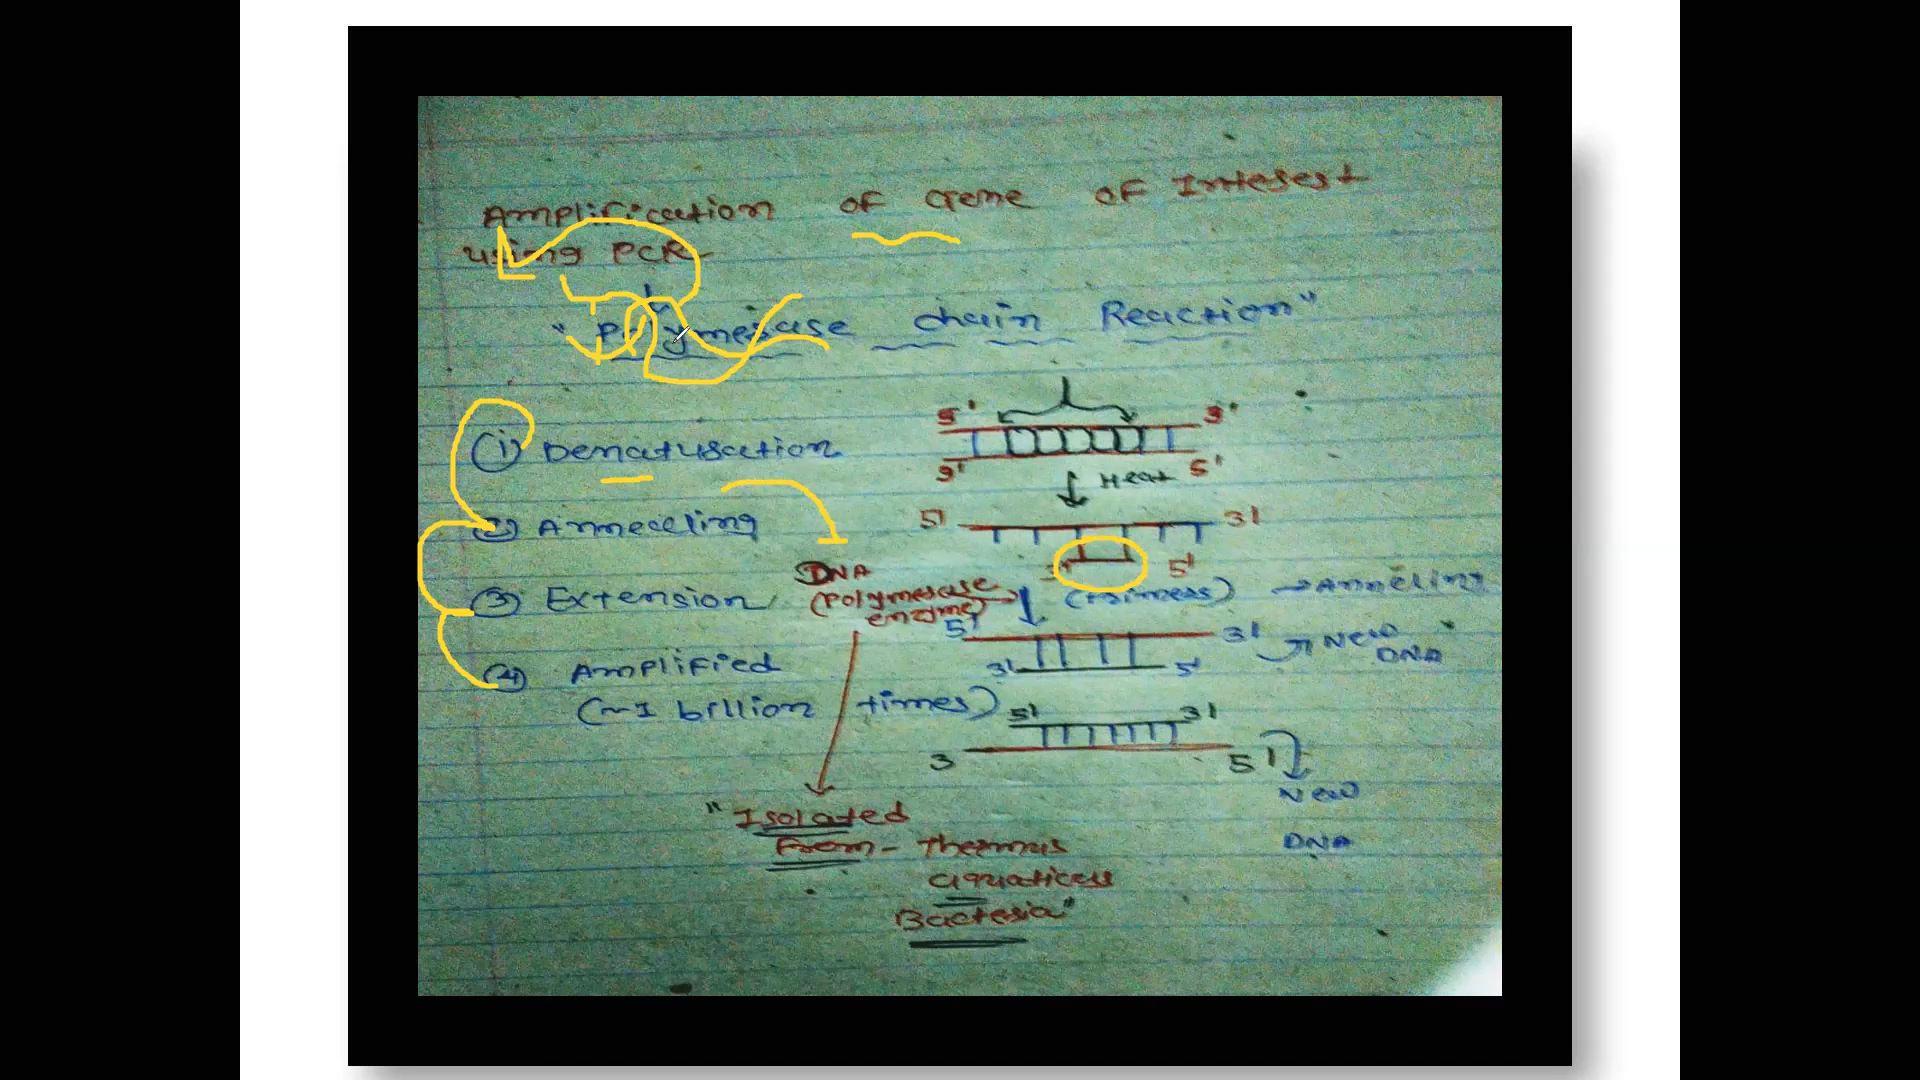 Amplification of Gene of Interest
using PCR
"Polymerase chain Reaction"
(1) Denaturation
5' 3'
3' 5'
Heat
(2) Annealing
5' 3'
3' 5'
(primers) → Anneling
(3) Extension
DNA
(Polymerase
enzyme)
5' 3'
3' 5'
New
DNA
(4) Amplified
(~1 billion times)
5' 3'
3 5'
New
DNA
"Isolated
From - Thermus
aquaticus
Bacteria"